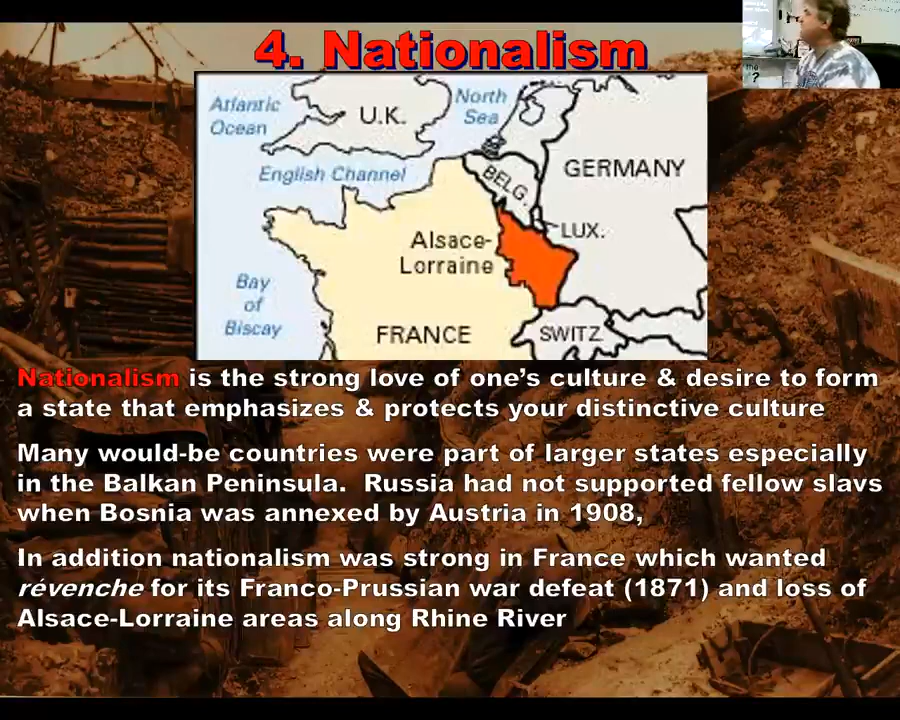 4. Nationalism
Atlantic
Ocean
U.K.
North
Sea
English Channel
BELG.
GERMANY
LUX.
Alsace-
Lorraine
Bay
of
Biscay
FRANCE
SWITZ.
Nationalism is the strong love of one's culture & desire to form
a state that emphasizes & protects your distinctive culture
Many would-be countries were part of larger states especially
in the Balkan Peninsula.  Russia had not supported fellow slavs
when Bosnia was annexed by Austria in 1908,
In addition nationalism was strong in France which wanted
révenche for its Franco-Prussian war defeat (1871) and loss of
Alsace-Lorraine areas along Rhine River
the
?